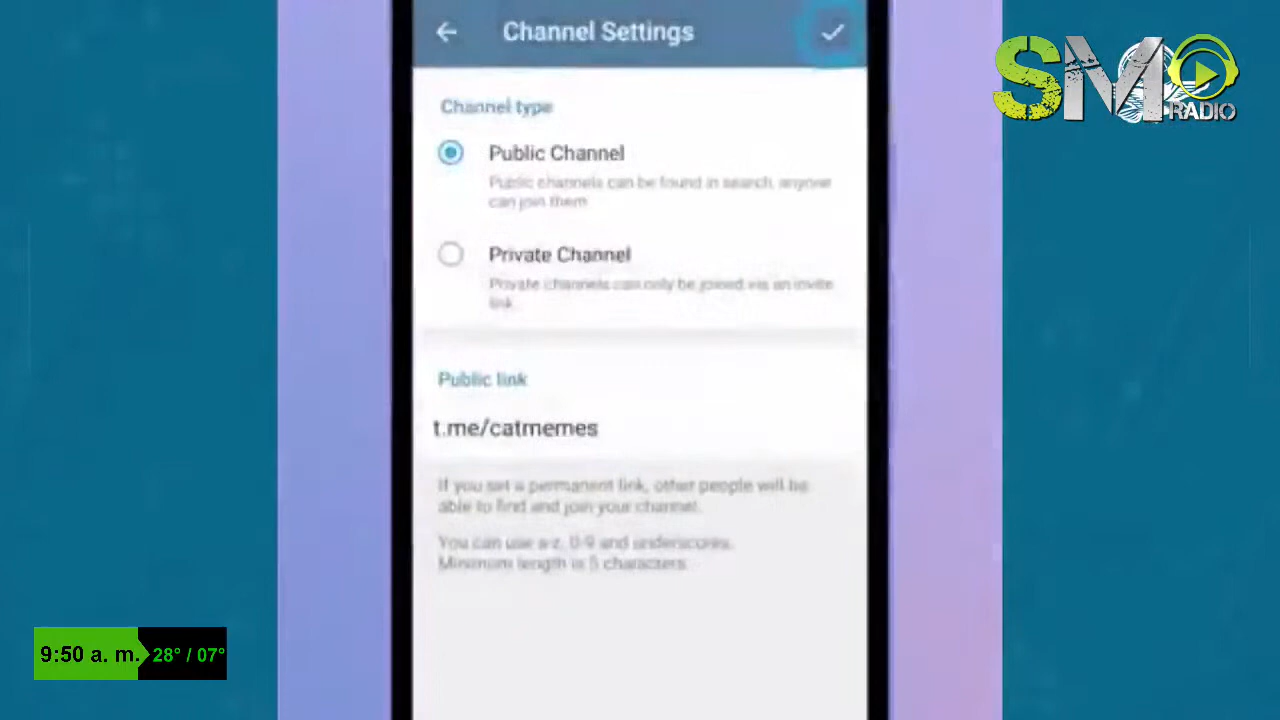 Channel Settings
SM
RADIO
Channel type
Public Channel
Public channels can be found in search, anyone
can join them
Private Channel
Private channels can only be joined via an invite
link
Public link
t.me/catmemes
If you set a permanent link, other people will be
able to find and join your channel.
You can use a-z, 0-9 and underscores.
Minimum length is 5 characters.
9:50 a. m.
28° / 07°